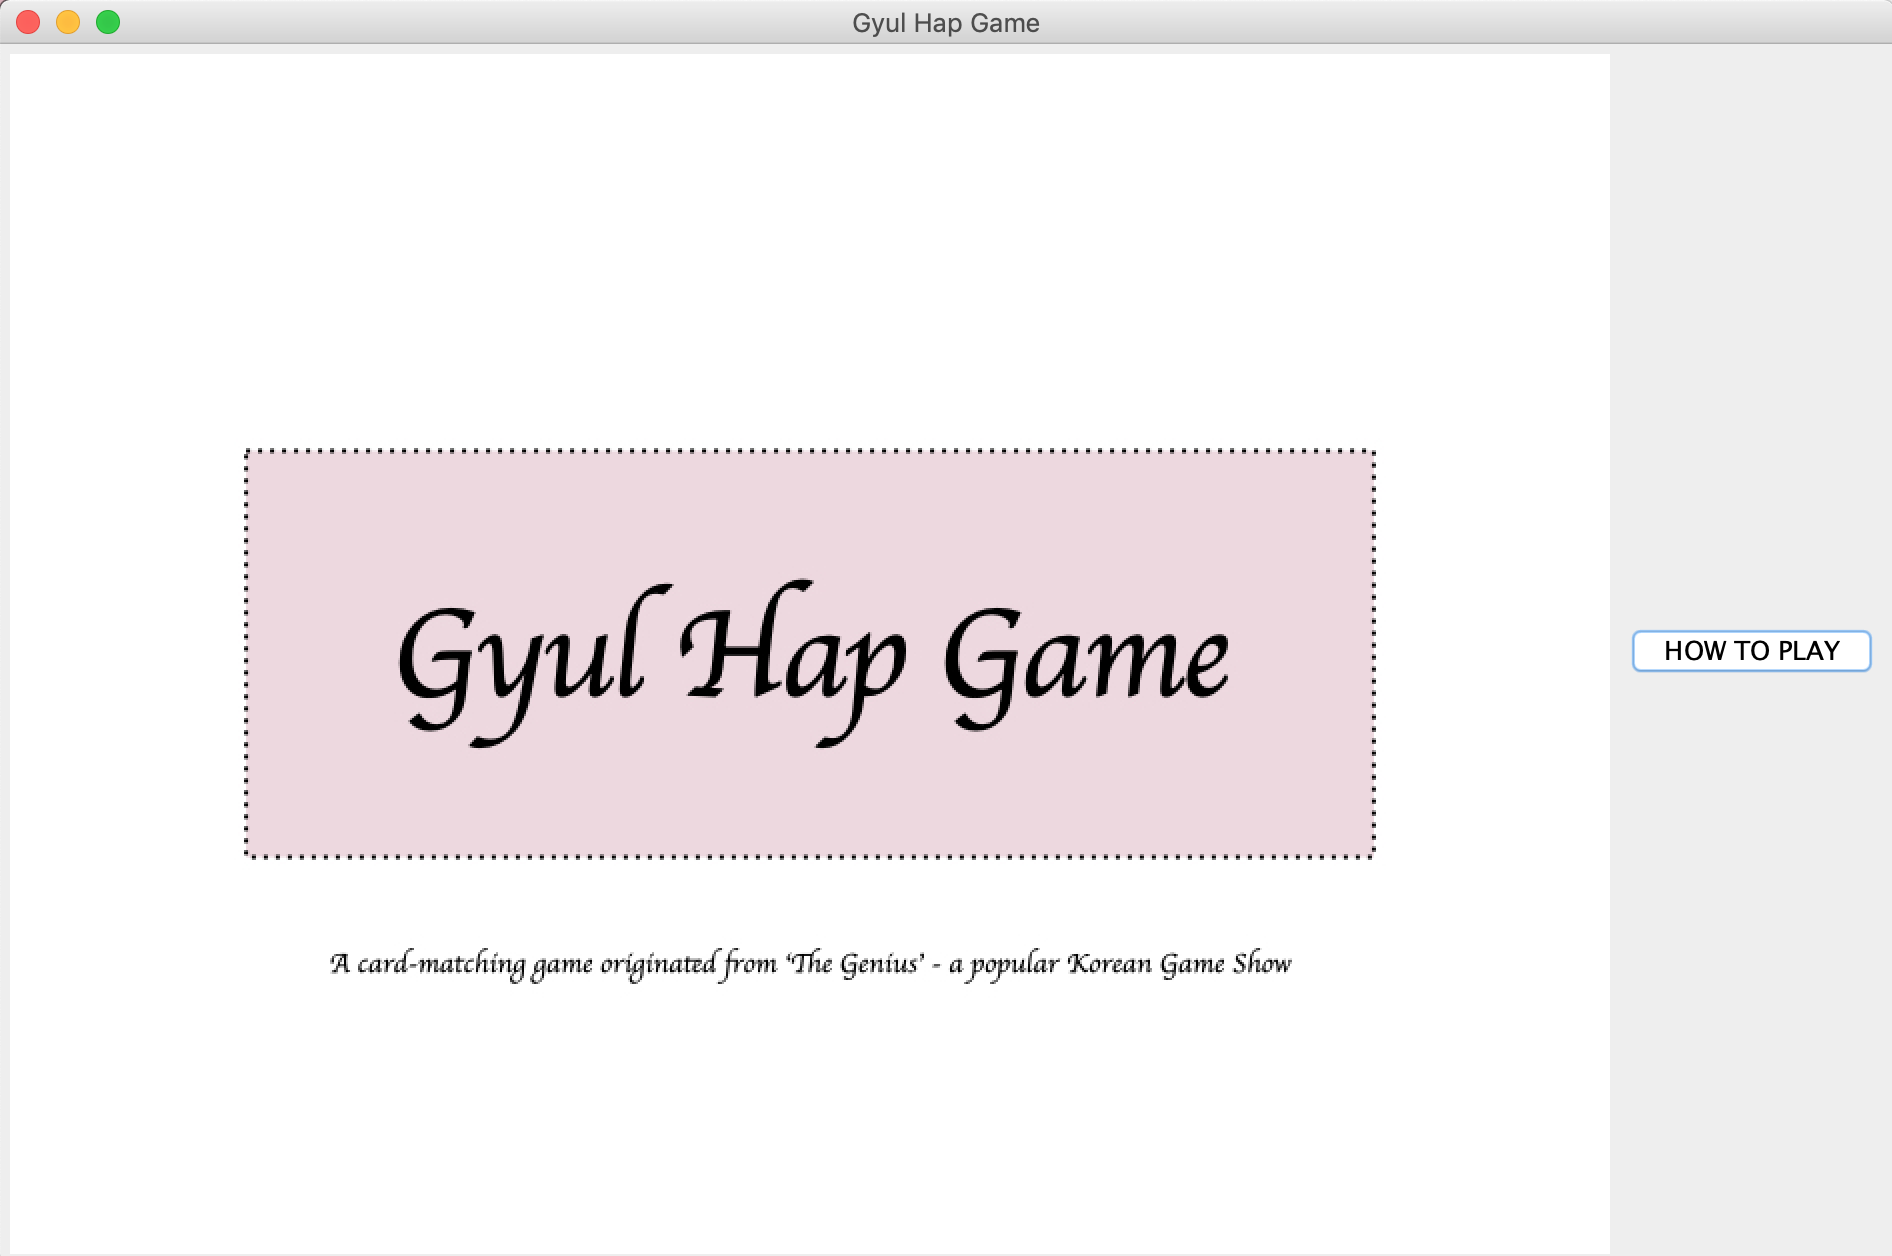 Gyul Hap Game
Gyul Hap Game
HOW TO PLAY
A card-matching game originated from ‘The Genius’ - a popular Korean Game Show